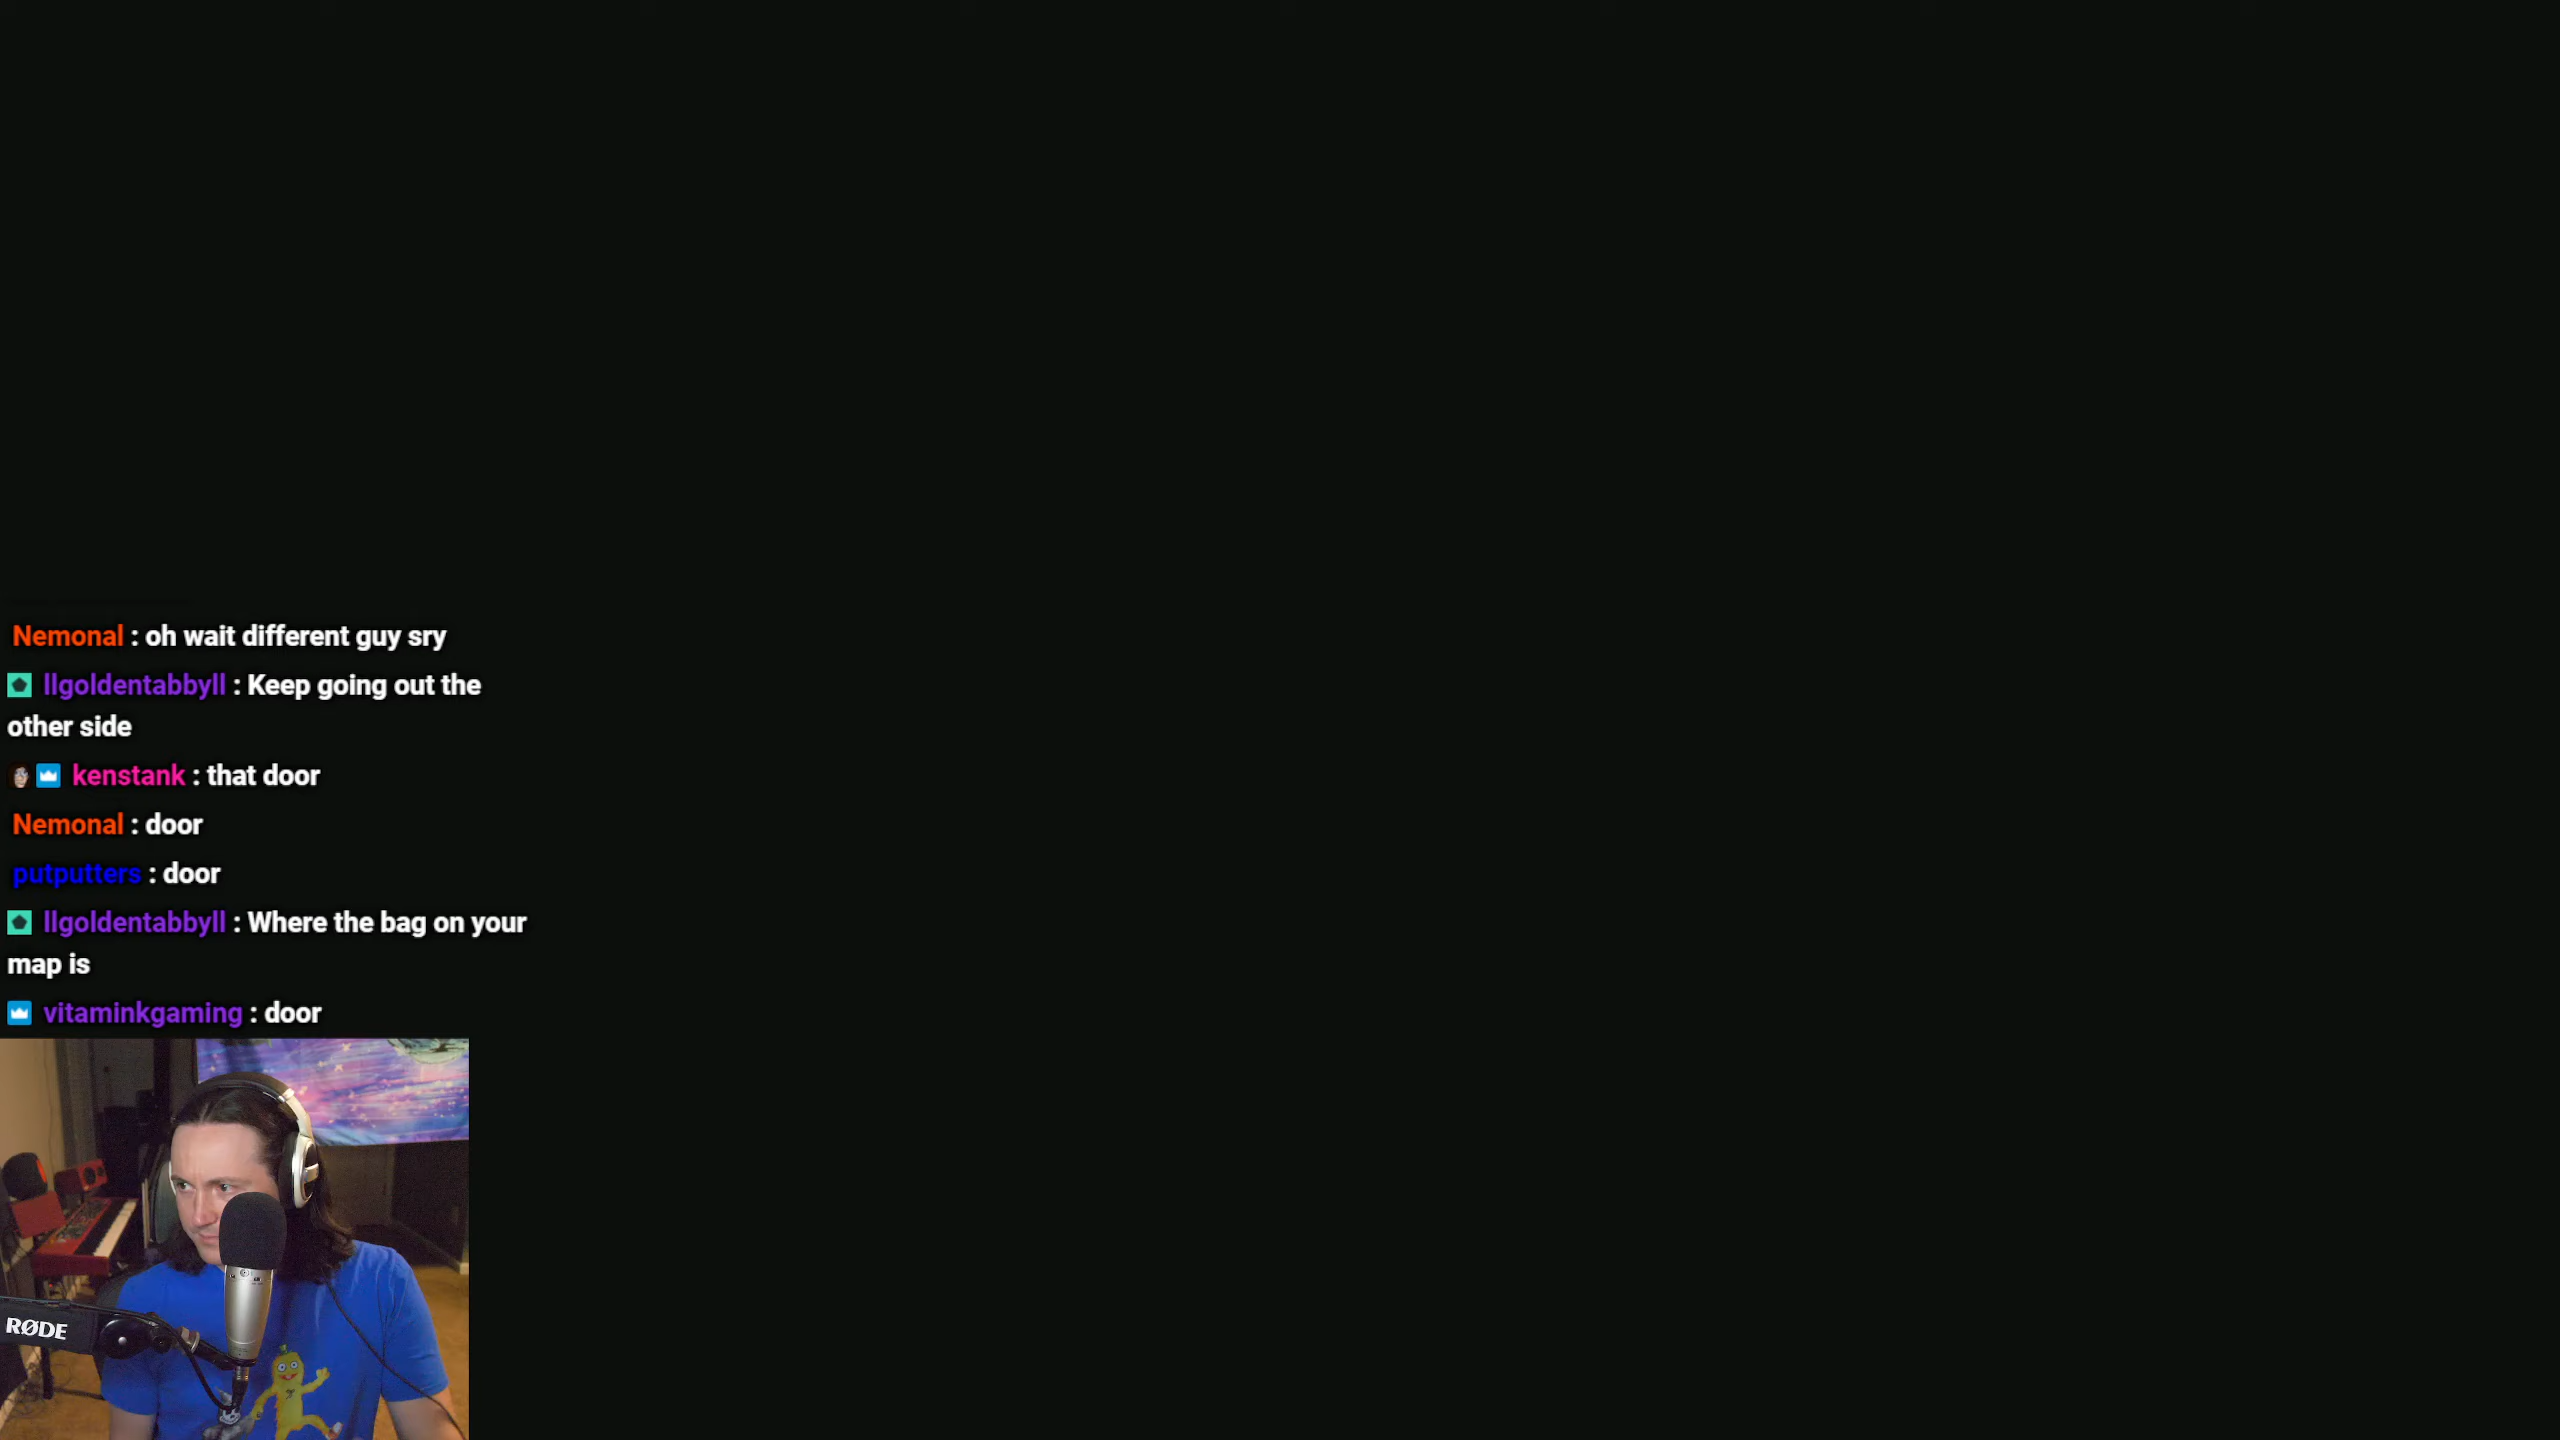 Nemonal : oh wait different guy sry
llgoldentabbyll : Keep going out the
other side
kenstank : that door
Nemonal : door
putputters : door
llgoldentabbyll : Where the bag on your
map is
vitaminkgaming : door
RØDE